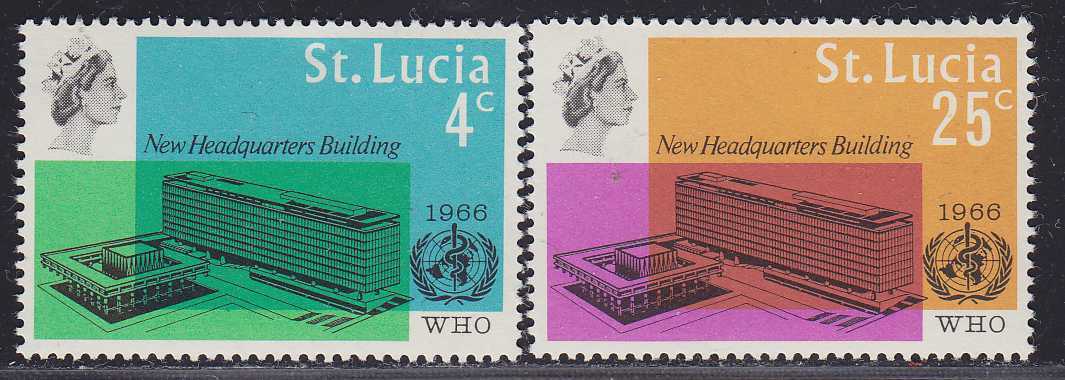 St. Lucia
4c
New Headquarters Building
1966
WHO
St. Lucia
25c
New Headquarters Building
1966
WHO